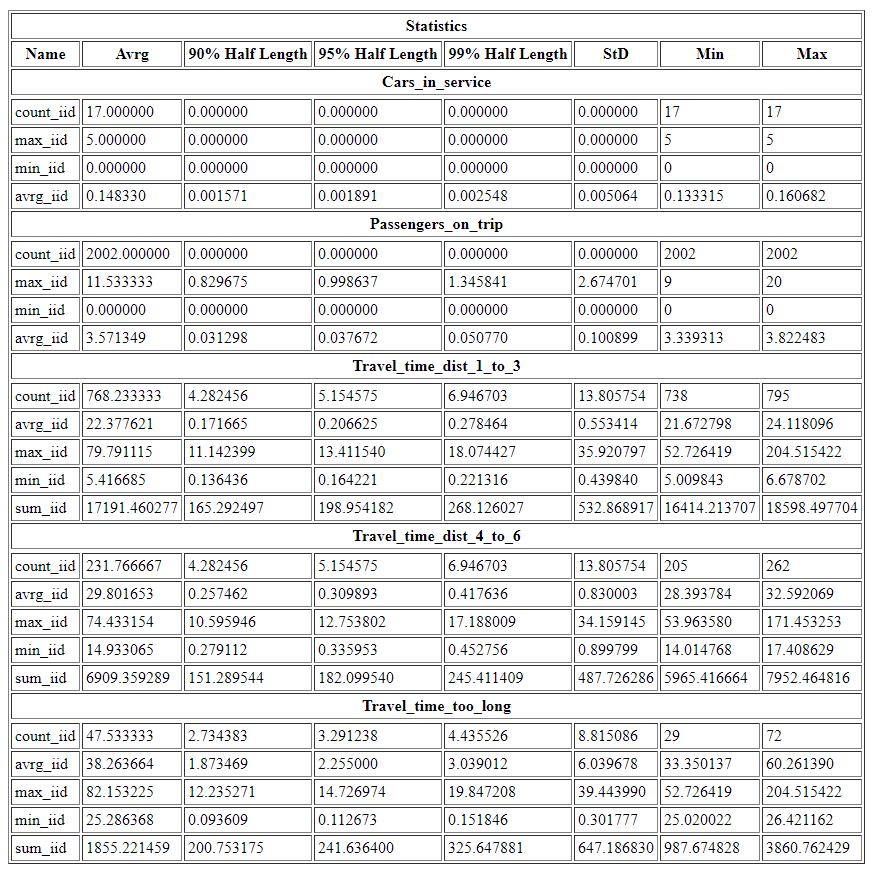 Statistics
Name Avrg 90% Half Length 95% Half Length 99% Half Length StD Min Max
Cars_in_service
count_iid 17.000000 0.000000 0.000000 0.000000 0.000000 17 17
max_iid 5.000000 0.000000 0.000000 0.000000 0.000000 5 5
min_iid 0.000000 0.000000 0.000000 0.000000 0.000000 0 0
avrg_iid 0.148330 0.001571 0.001891 0.002548 0.005064 0.133315 0.160682
Passengers_on_trip
count_iid 2002.000000 0.000000 0.000000 0.000000 0.000000 2002 2002
max_iid 11.533333 0.829675 0.998637 1.345841 2.674701 9 20
min_iid 0.000000 0.000000 0.000000 0.000000 0.000000 0 0
avrg_iid 3.571349 0.031298 0.037672 0.050770 0.100899 3.339313 3.822483
Travel_time_dist_1_to_3
count_iid 768.233333 4.282456 5.154575 6.946703 13.805754 738 795
avrg_iid 22.377621 0.171665 0.206625 0.278464 0.553414 21.672798 24.118096
max_iid 79.791115 11.142399 13.411540 18.074427 35.920797 52.726419 204.515422
min_iid 5.416685 0.136436 0.164221 0.221316 0.439840 5.009843 6.678702
sum_iid 17191.460277 165.292497 198.954182 268.126027 532.868917 16414.213707 18598.497704
Travel_time_dist_4_to_6
count_iid 231.766667 4.282456 5.154575 6.946703 13.805754 205 262
avrg_iid 29.801653 0.257462 0.309893 0.417636 0.830003 28.393784 32.592069
max_iid 74.433154 10.595946 12.753802 17.188009 34.159145 53.963580 171.453253
min_iid 14.933065 0.279112 0.335953 0.452756 0.899799 14.014768 17.408629
sum_iid 6909.359289 151.289544 182.099540 245.411409 487.726286 5965.416664 7952.464816
Travel_time_too_long
count_iid 47.533333 2.734383 3.291238 4.435526 8.815086 29 72
avrg_iid 38.263664 1.873469 2.255000 3.039012 6.039678 33.350137 60.261390
max_iid 82.153225 12.235271 14.726974 19.847208 39.443990 52.726419 204.515422
min_iid 25.286368 0.093609 0.112673 0.151846 0.301777 25.020022 26.421162
sum_iid 1855.221459 200.753175 241.636400 325.647881 647.186830 987.674828 3860.762429